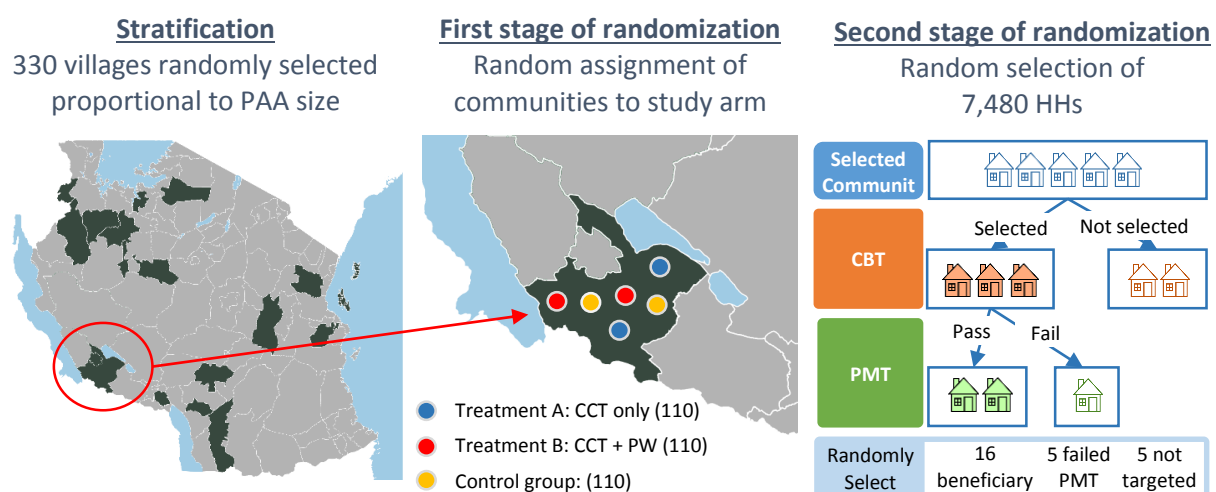 Stratification
330 villages randomly selected
proportional to PAA size
First stage of randomization
Random assignment of
communities to study arm
Treatment A: CCT only (110)
Treatment B: CCT + PW (110)
Control group: (110)
Second stage of randomization
Random selection of
7,480 HHs
Selected
Communit
CBT
Selected
Not selected
PMT
Pass
Fail
Randomly
Select
16
beneficiary
5 failed
PMT
5 not
targeted